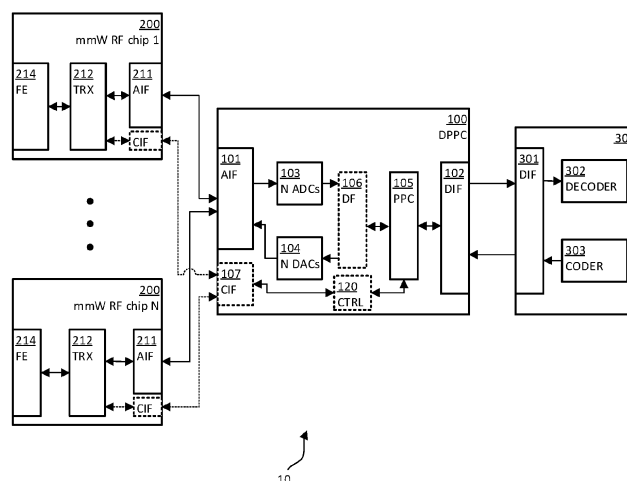 200
mmW RF chip 1
214
FE
212
TRX
211
AIF
CIF
200
mmW RF chip N
214
FE
212
TRX
211
AIF
CIF
100
DPPC
101
AIF
103
N ADCs
104
N DACs
106
DF
105
PPC
102
DIF
107
CIF
120
CTRL
301
DIF
302
DECODER
303
CODER
10